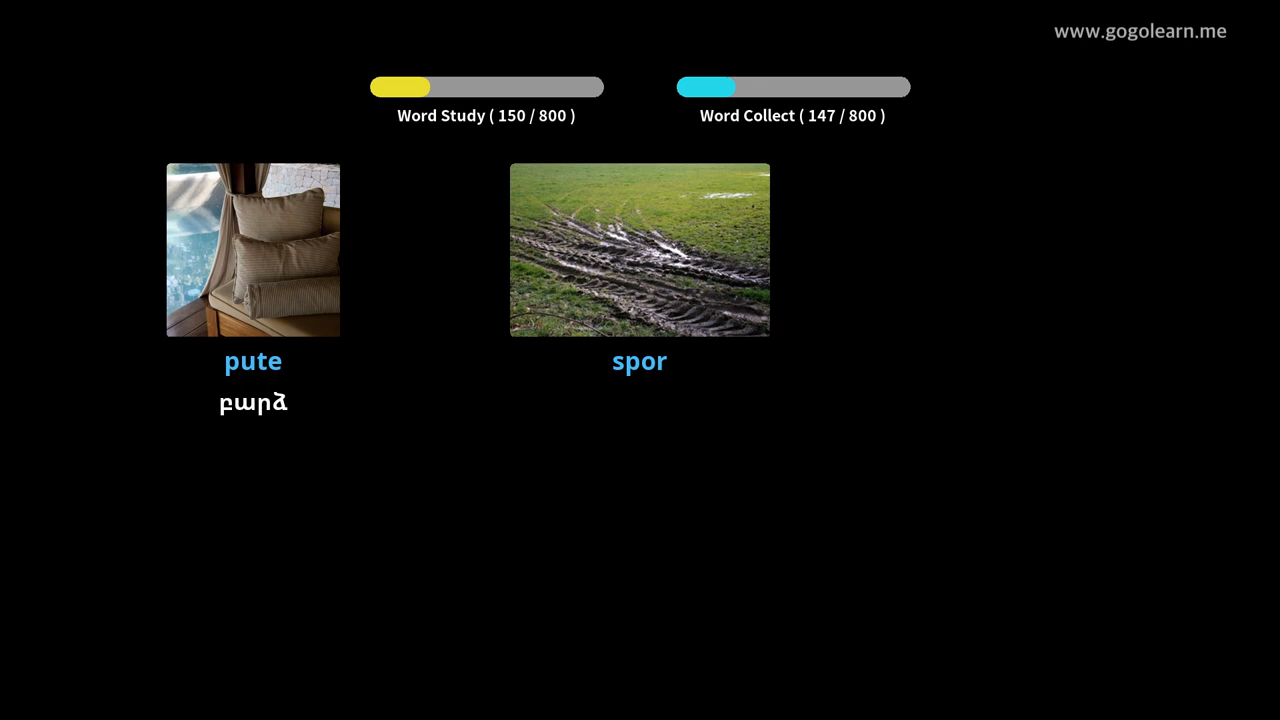 www.gogolearn.me
Word Study ( 150 / 800 )
Word Collect ( 147 / 800 )
pute
spor
բարձ